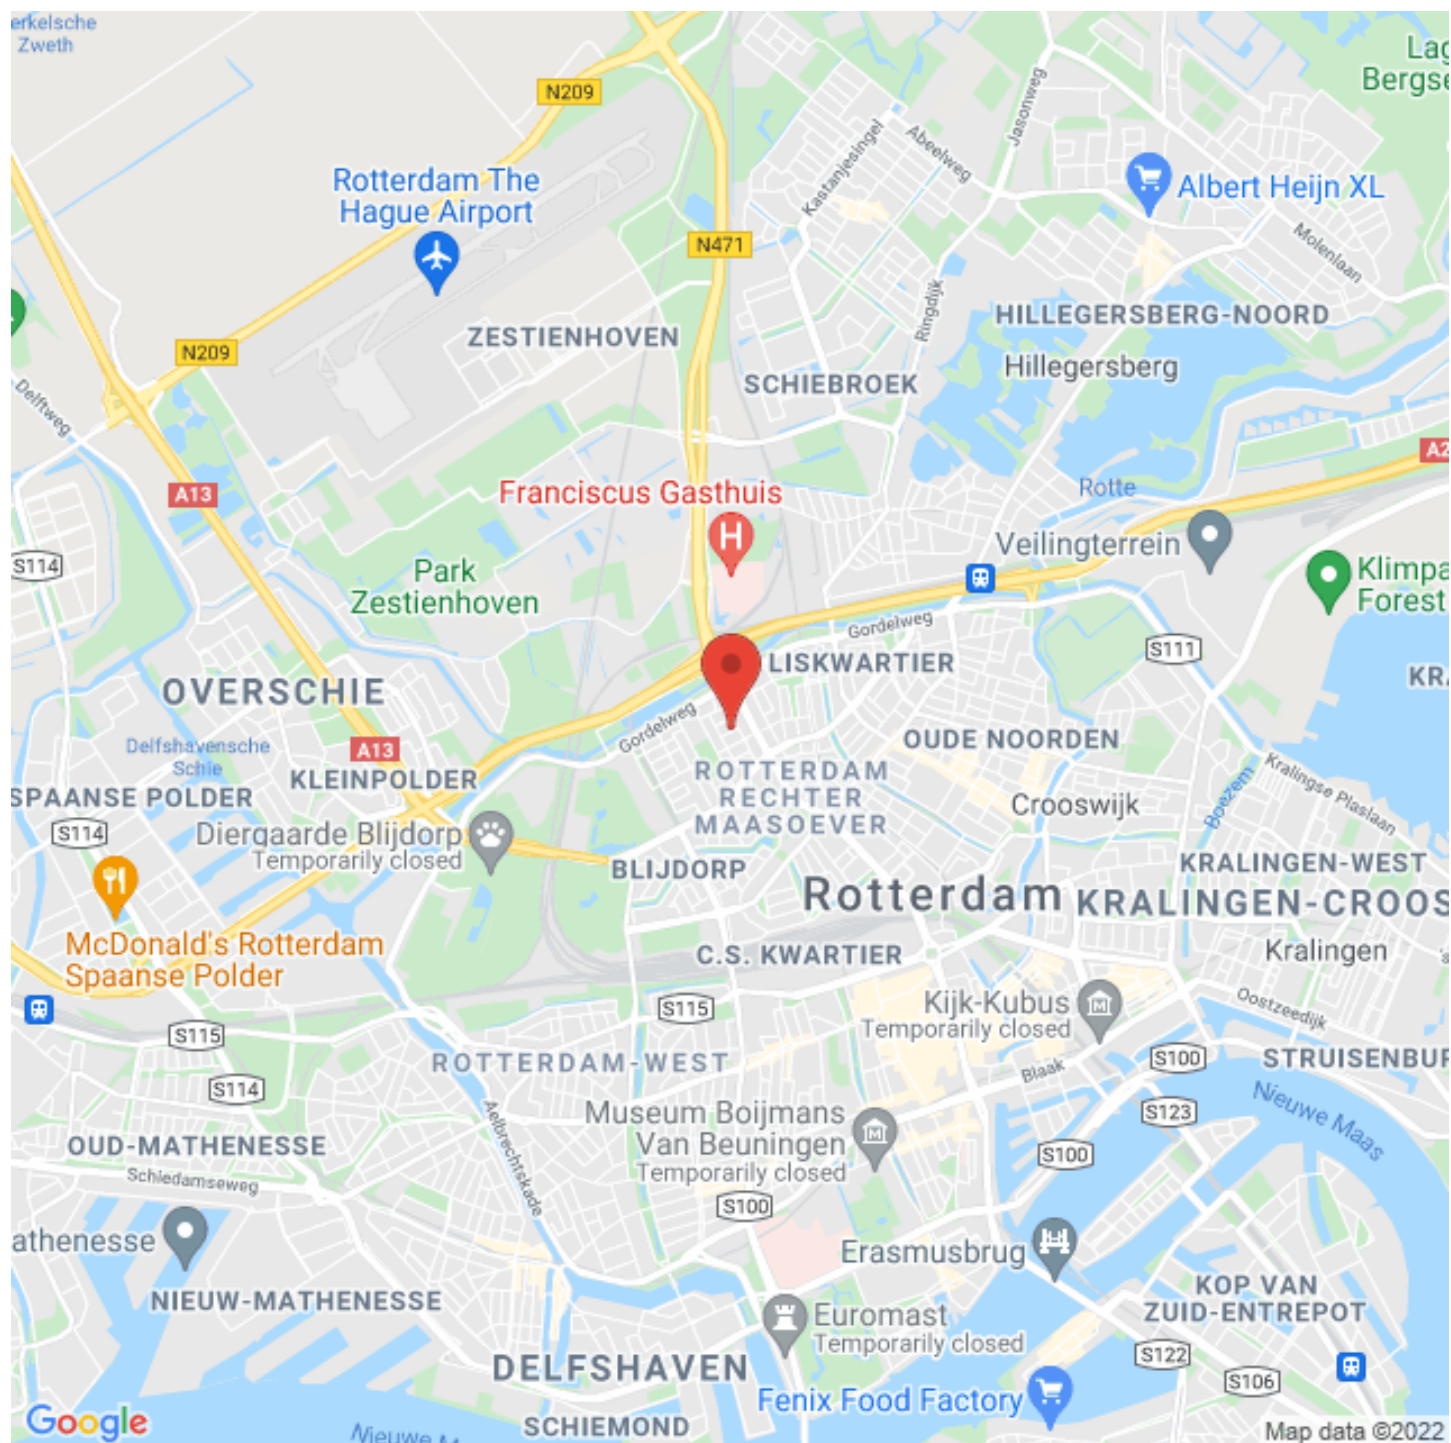 erkelsche
Zweth
N209
Lag
Bergse
Jasonweg
Abeelweg
Kastanjesingel
Rotterdam The
Hague Airport
Albert Heijn XL
N471
Molenlaan
Ringdijk
HILLEGERSBERG-NOORD
ZESTIENHOVEN
N209
Hillegersberg
SCHIEBROEK
Delftweg
A2
A13
Franciscus Gasthuis
H
Rotte
Veilingterrein
S114
Park
Zestienhoven
Klimpa
Forest
Gordelweg
S111
LISKWARTIER
KRA
OVERSCHIE
Gordelweg
Delfshavensche
Schie
A13
OUDE NOORDEN
KLEINPOLDER
ROTTERDAM
RECHTER
MAASOEVER
Kralingse Plaslaan
Boezem
SPAANSE POLDER
Crooswijk
S114
Diergaarde Blijdorp
Temporarily closed
BLIJDORP
KRALINGEN-WEST
Rotterdam
KRALINGEN-CROOS
McDonald's Rotterdam
Spaanse Polder
C.S. KWARTIER
Kralingen
s
Kijk-Kubus
Temporarily closed
Oostzeedijk
S115
S115
ROTTERDAM-WEST
Blaak
S100
STRUISENBUR
S114
S123
Nieuwe Maas
Museum Boijmans
Van Beuningen
Temporarily closed
Aelbrechtskade
OUD-MATHENESSE
S100
Schiedamseweg
S100
athenesse
Erasmusbrug
NIEUW-MATHENESSE
KOP VAN
ZUID-ENTREPOT
Euromast
Temporarily closed
S122
DELFSHAVEN
S106
Fenix Food Factory
Google
SCHIEMOND
Nieuwe M
Map data ©2022